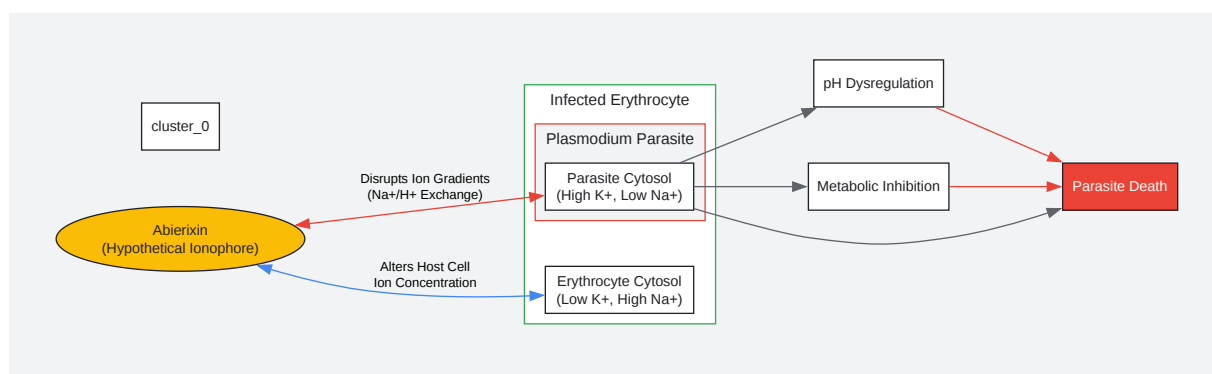 cluster_0
Abierixin
(Hypothetical Ionophore)
Disrupts Ion Gradients
(Na+/H+ Exchange)
Alters Host Cell
Ion Concentration
Infected Erythrocyte
Plasmodium Parasite
Parasite Cytosol
(High K+, Low Na+)
Erythrocyte Cytosol
(Low K+, High Na+)
pH Dysregulation
Metabolic Inhibition
Parasite Death